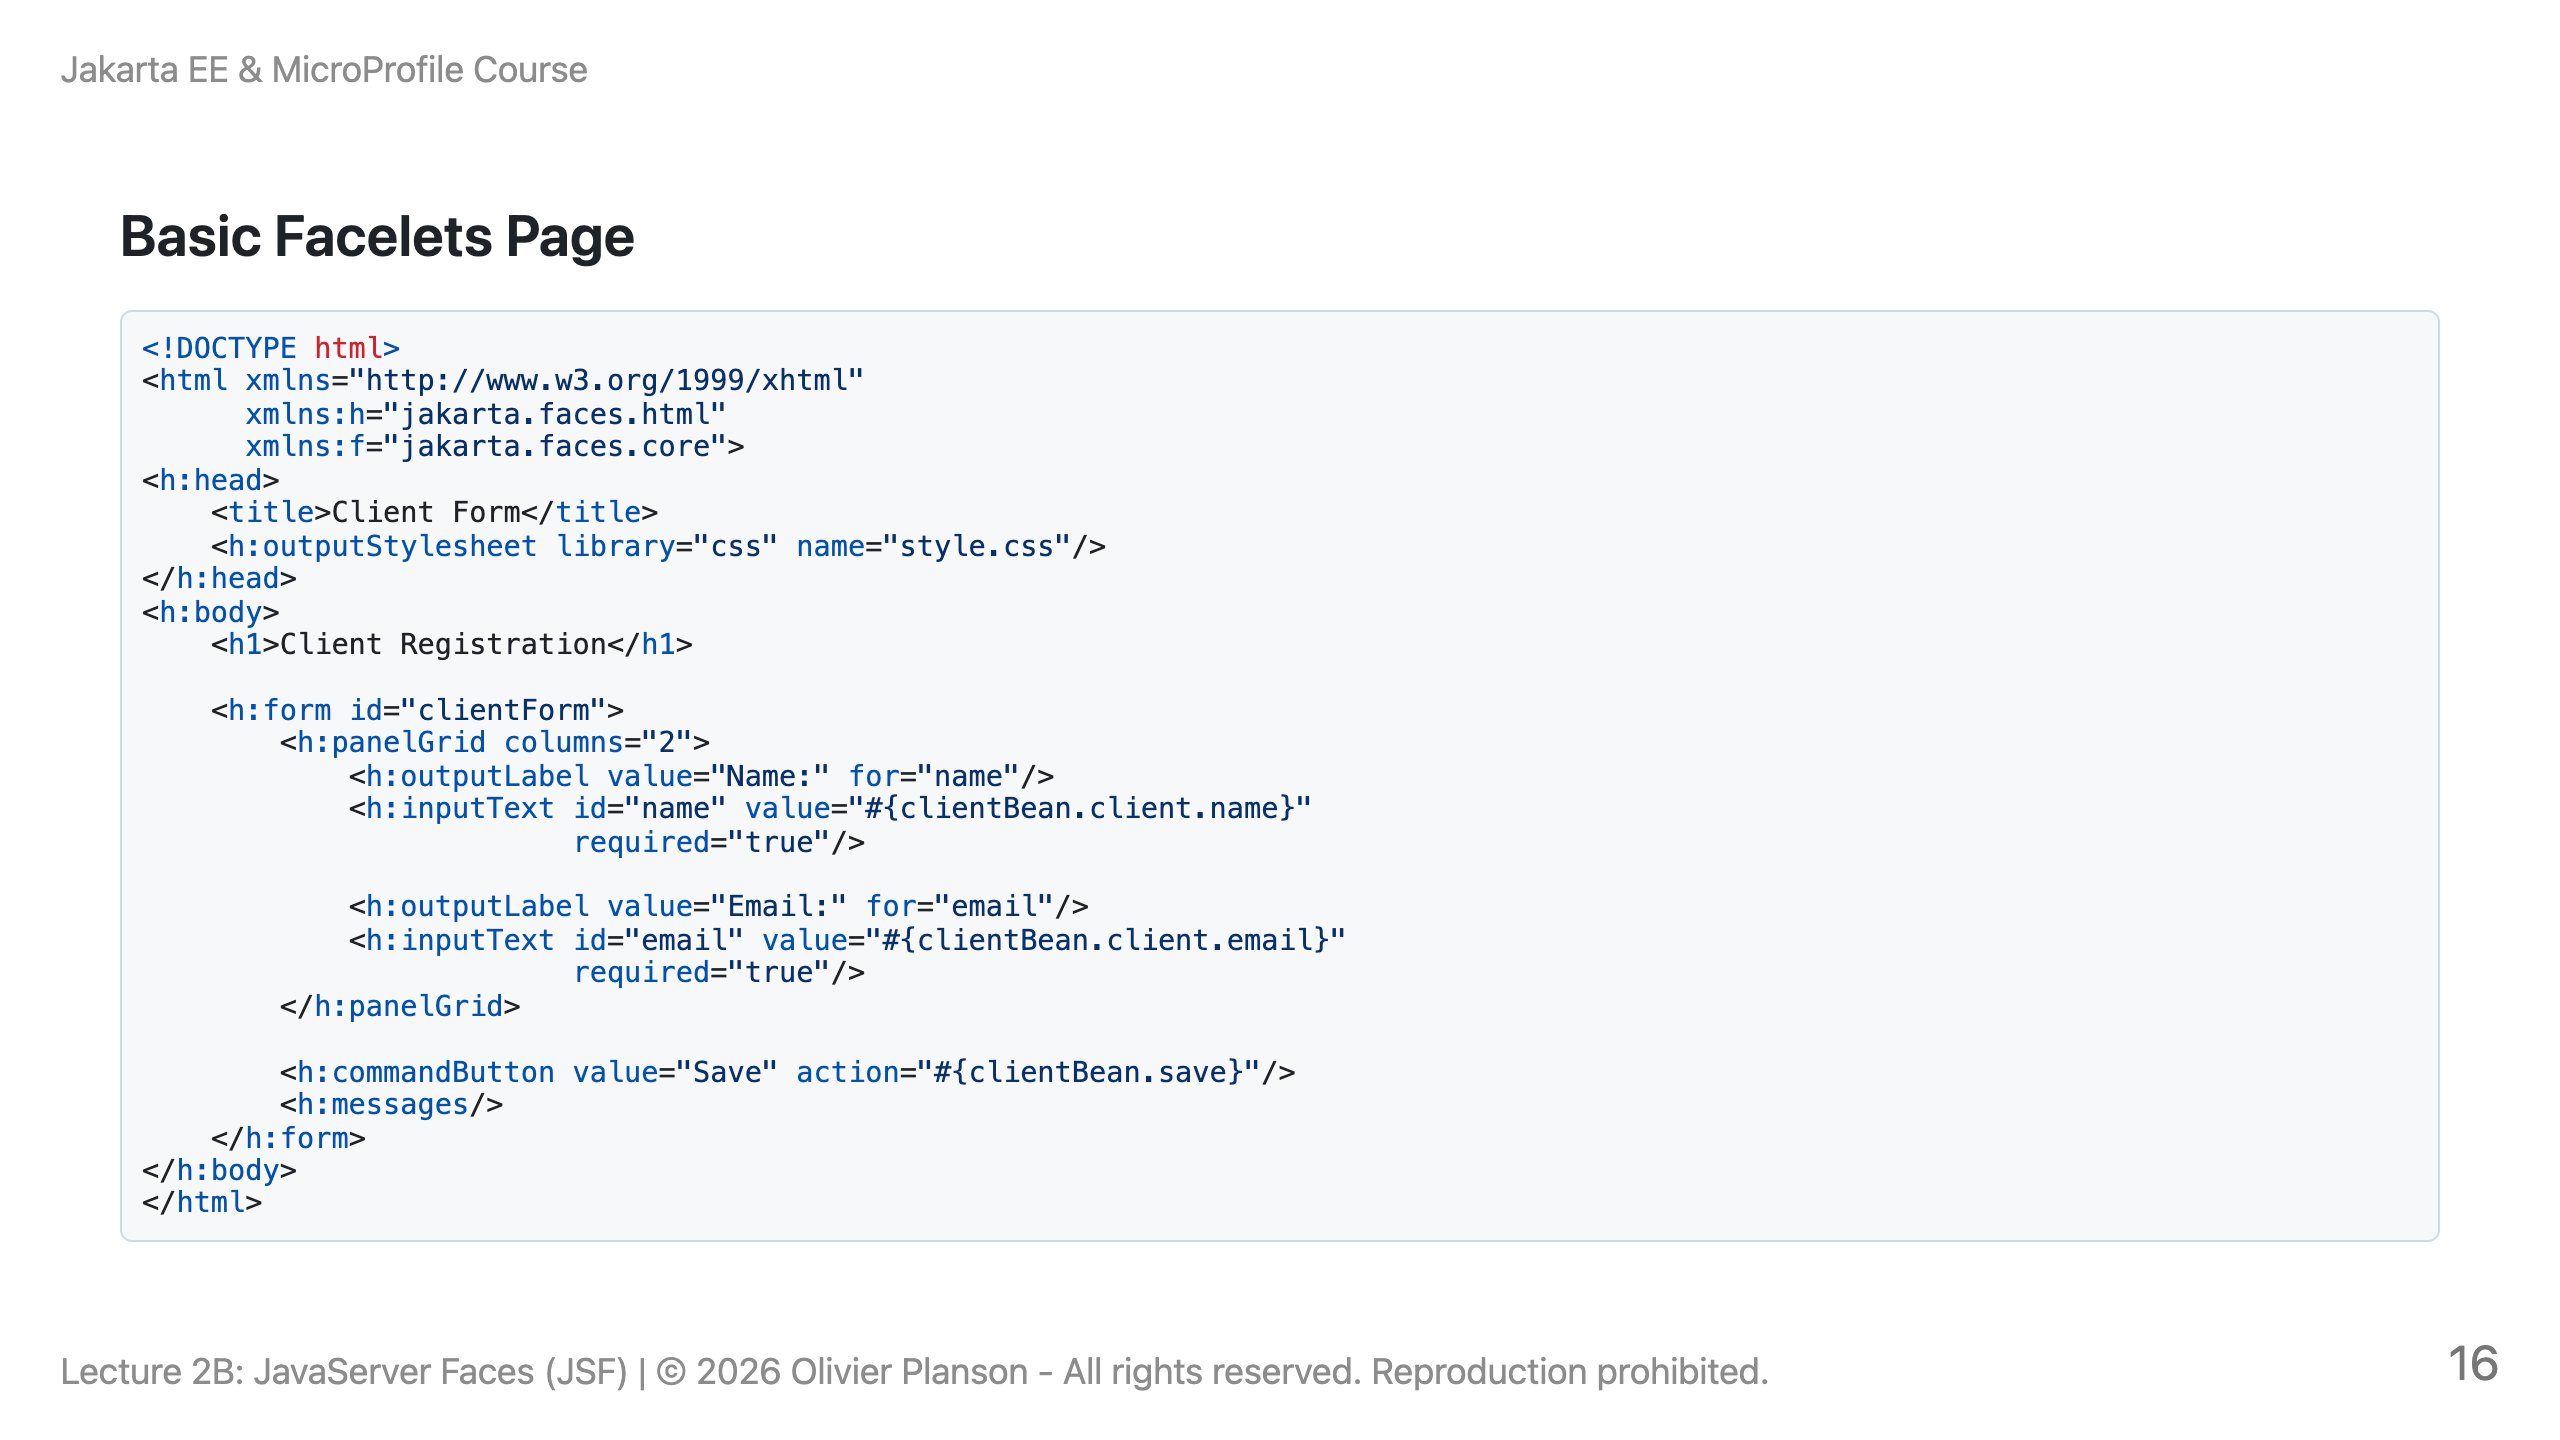 Jakarta EE & MicroProfile Course
Basic Facelets Page
<!DOCTYPE html>
<html xmlns="http://www.w3.org/1999/xhtml"
      xmlns:h="jakarta.faces.html"
      xmlns:f="jakarta.faces.core">
<h:head>
    <title>Client Form</title>
    <h:outputStylesheet library="css" name="style.css"/>
</h:head>
<h:body>
    <h1>Client Registration</h1>
    <h:form id="clientForm">
        <h:panelGrid columns="2">
            <h:outputLabel value="Name:" for="name"/>
            <h:inputText id="name" value="#{clientBean.client.name}"
                         required="true"/>
            <h:outputLabel value="Email:" for="email"/>
            <h:inputText id="email" value="#{clientBean.client.email}"
                         required="true"/>
        </h:panelGrid>
        <h:commandButton value="Save" action="#{clientBean.save}"/>
        <h:messages/>
    </h:form>
</h:body>
</html>
Lecture 2B: JavaServer Faces (JSF) | © 2026 Olivier Planson - All rights reserved. Reproduction prohibited.
16